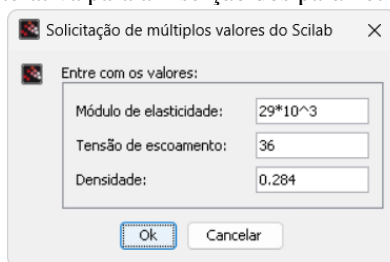 Solicitação de múltiplos valores do Scilab
Entre com os valores:
Módulo de elasticidade: 29*10^3
Tensão de escoamento: 36
Densidade: 0.284
Ok Cancelar